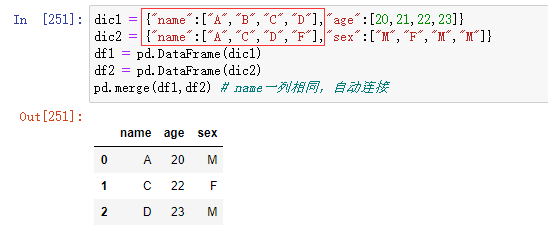 In [251]: dic1 = {"name":["A","B","C","D"],"age":[20,21,22,23]}
dic2 = {"name":["A","C","D","F"],"sex":["M","F","M","M"]}
df1 = pd.DataFrame(dic1)
df2 = pd.DataFrame(dic2)
pd.merge(df1,df2) # name一列相同，自动连接
Out[251]:
name age sex
0 A 20 M
1 C 22 F
2 D 23 M